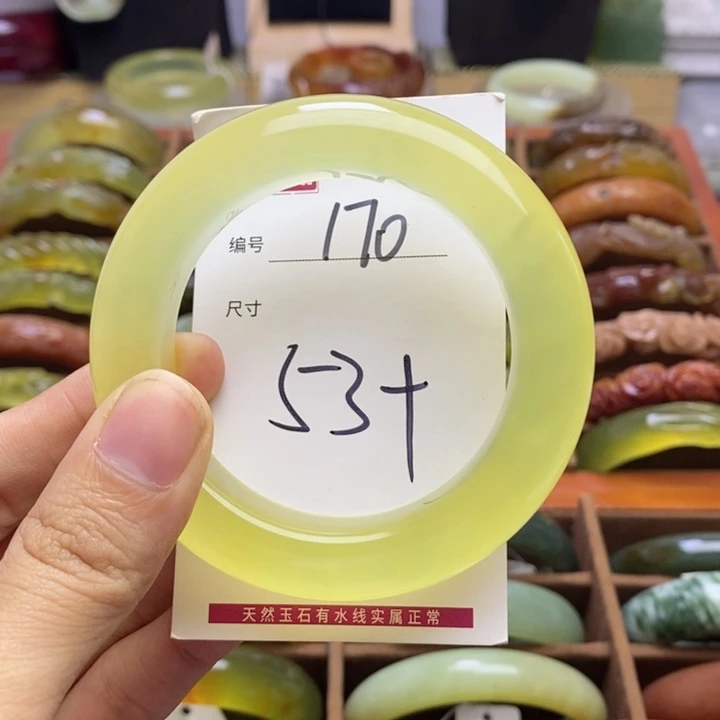 编号 170
尺寸
53+
天然玉石有水线实属正常